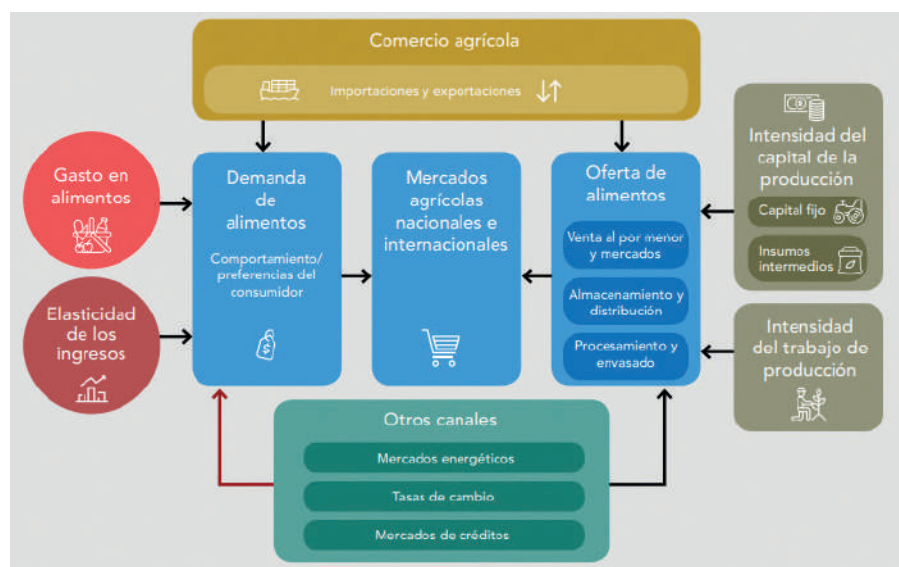 Comercio agrícola
Importaciones y exportaciones
Gasto en
alimentos
Elasticidad
de los
ingresos
Demanda
de
alimentos
Comportamiento/
preferencias del
consumidor
Mercados
agrícolas
nacionales e
internacionales
Oferta de
alimentos
Venta al por menor
y mercados
Almacenamiento y
distribución
Procesamiento y
envasado
Intensidad del
capital de la
producción
Capital fijo
Insumos
intermedios
Intensidad
del trabajo de
producción
Otros canales
Mercados energéticos
Tasas de cambio
Mercados de créditos